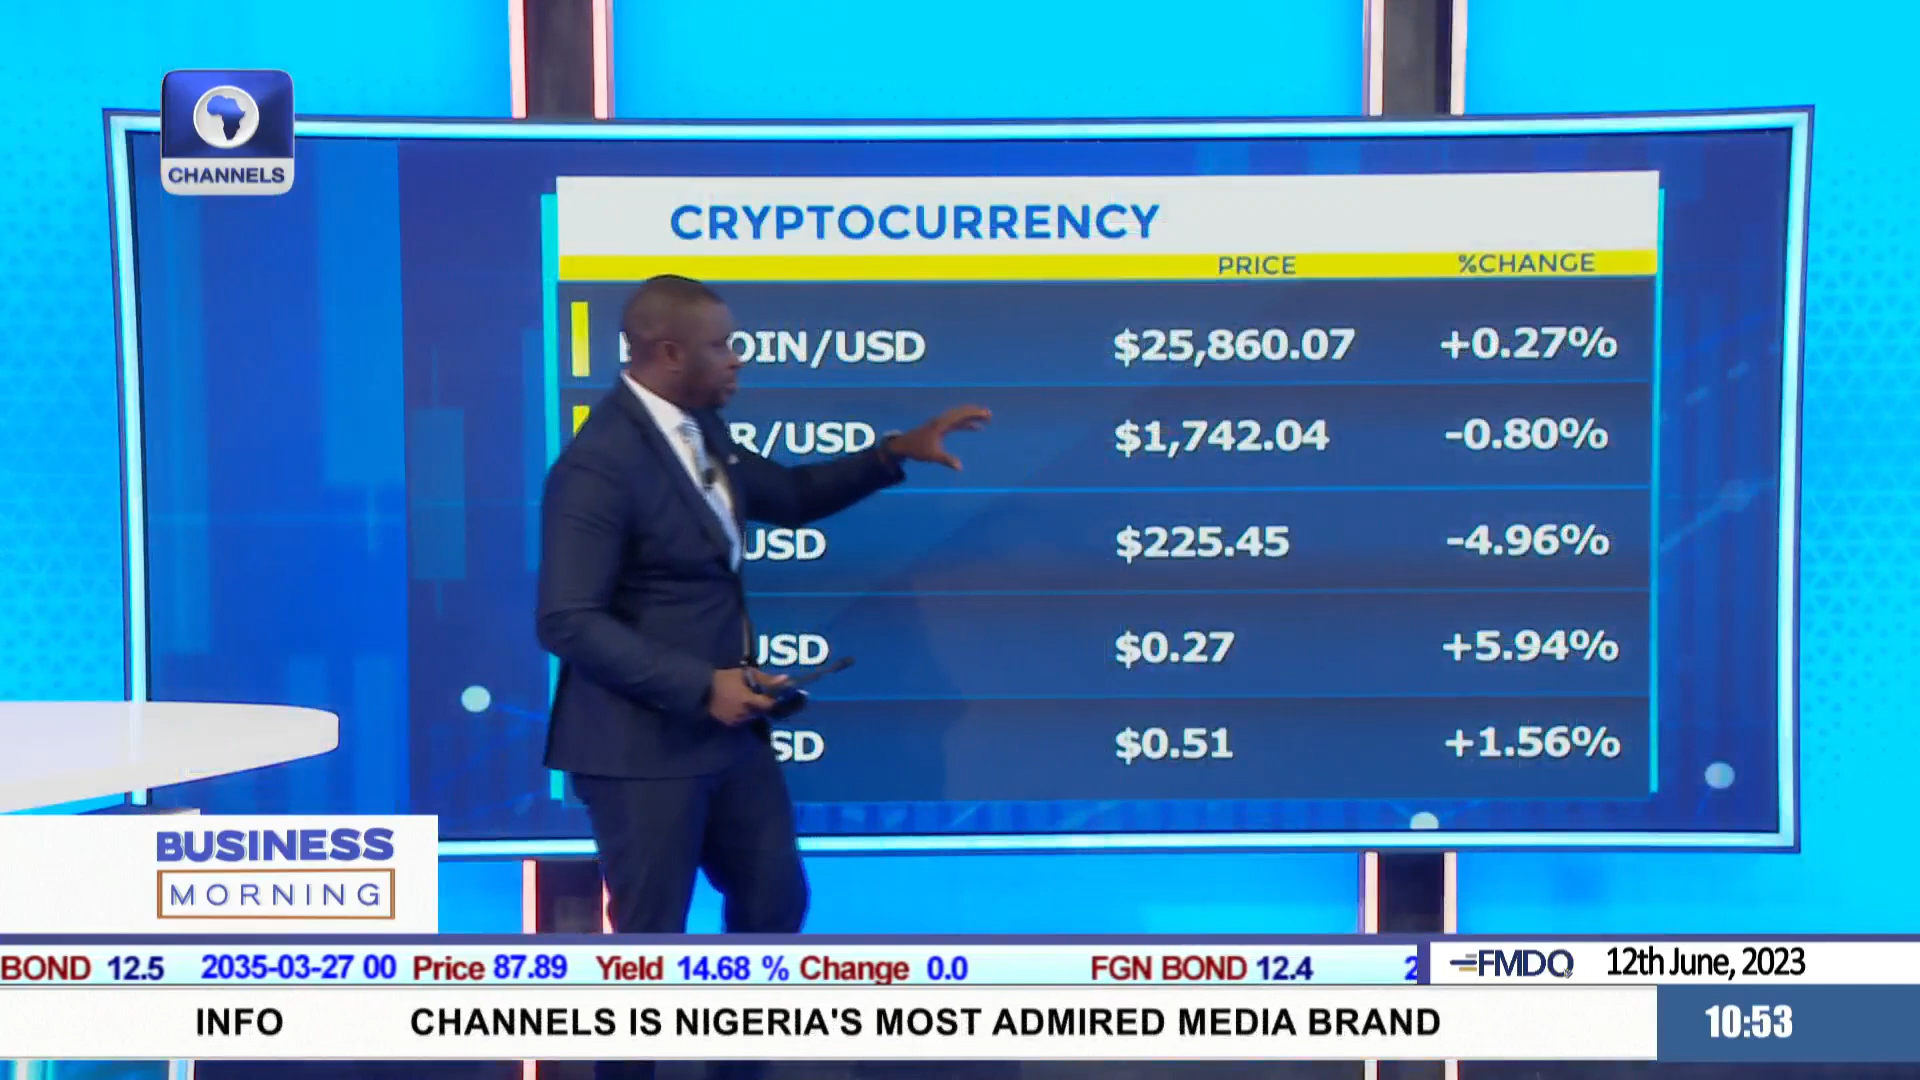 CHANNELS
CRYPTOCURRENCY
PRICE %CHANGE
OIN/USD $25,860.07 +0.27%
R/USD $1,742.04 -0.80%
USD $225.45 -4.96%
USD $0.27 +5.94%
SD $0.51 +1.56%
BUSINESS
MORNING
BOND 12.5 2035-03-27 00 Price 87.89 Yield 14.68 % Change 0.0 FGN BOND 12.4 2 FMDQ 12th June, 2023
INFO CHANNELS IS NIGERIA'S MOST ADMIRED MEDIA BRAND 10:53